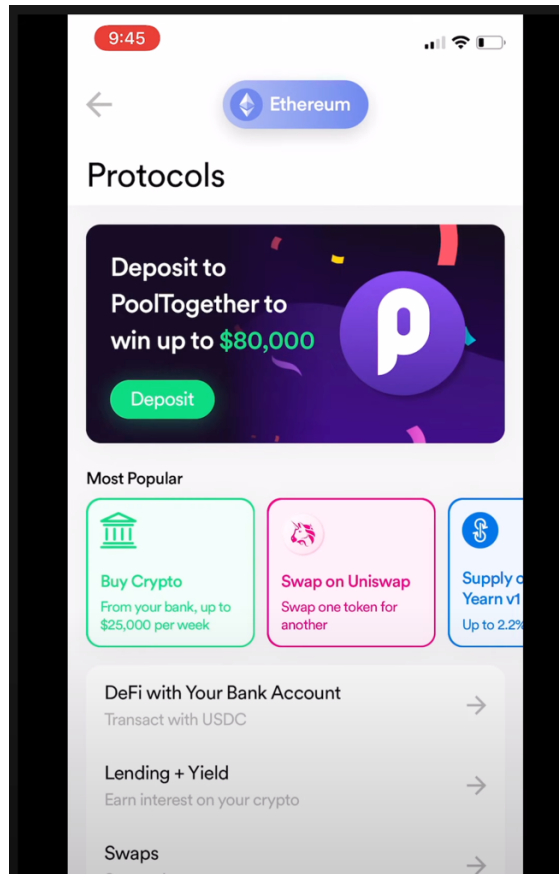 9:45
Ethereum
Protocols
Deposit to
PoolTogether to
win up to $80,000
Deposit
Most Popular
Buy Crypto
From your bank, up to
$25,000 per week
Swap on Uniswap
Swap one token for
another
Supply
Yearn v1
Up to 2.2%
DeFi with Your Bank Account
Transact with USDC
Lending + Yield
Earn interest on your crypto
Swaps